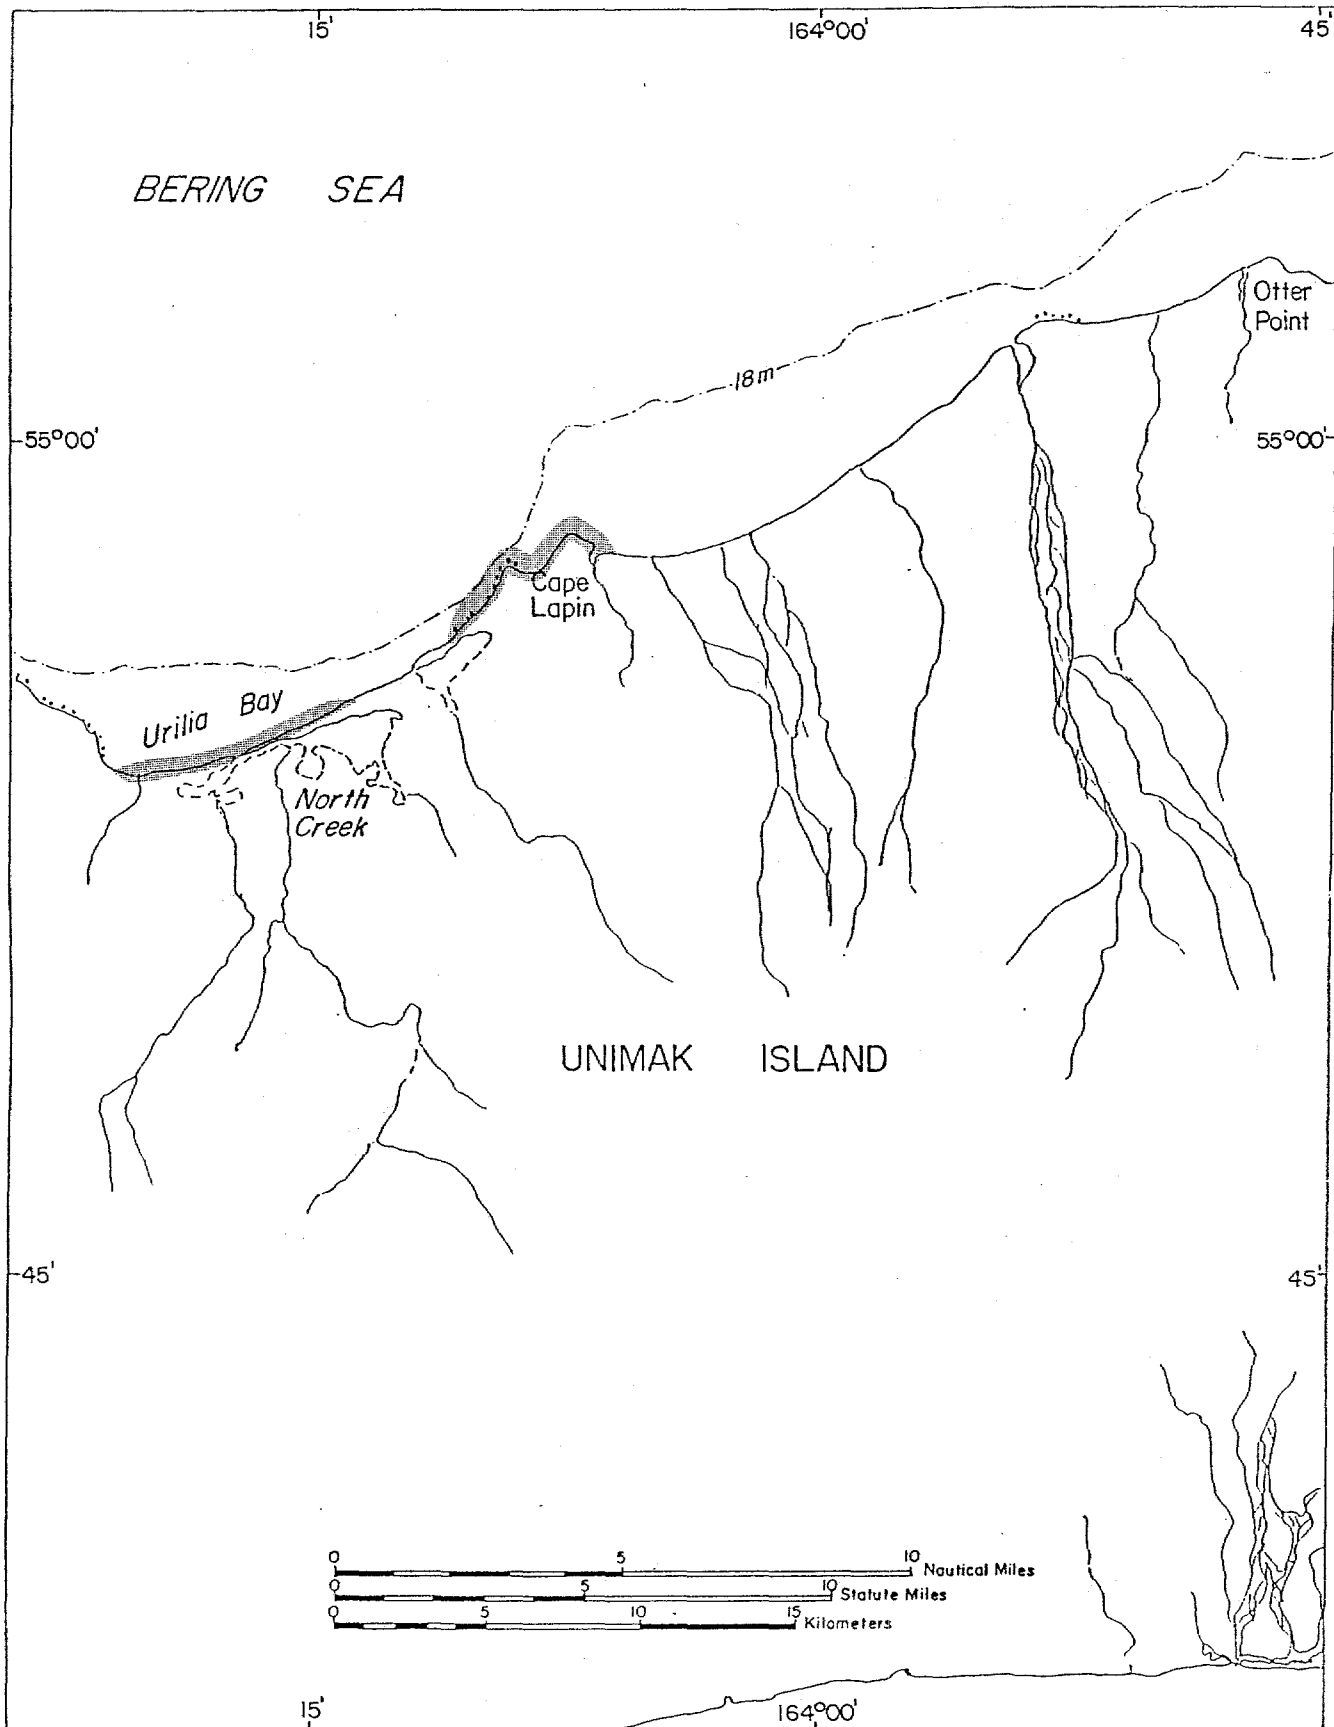 15'
164°00'
45'
BERING SEA
Otter
Point
18m
55°00'
55°00'
Cape
Lapin
Urilia Bay
North
Creek
UNIMAK ISLAND
45'
45'
0 5 10 Nautical Miles
0 5 10 Statute Miles
0 5 10 15 Kilometers
15'
164°00'